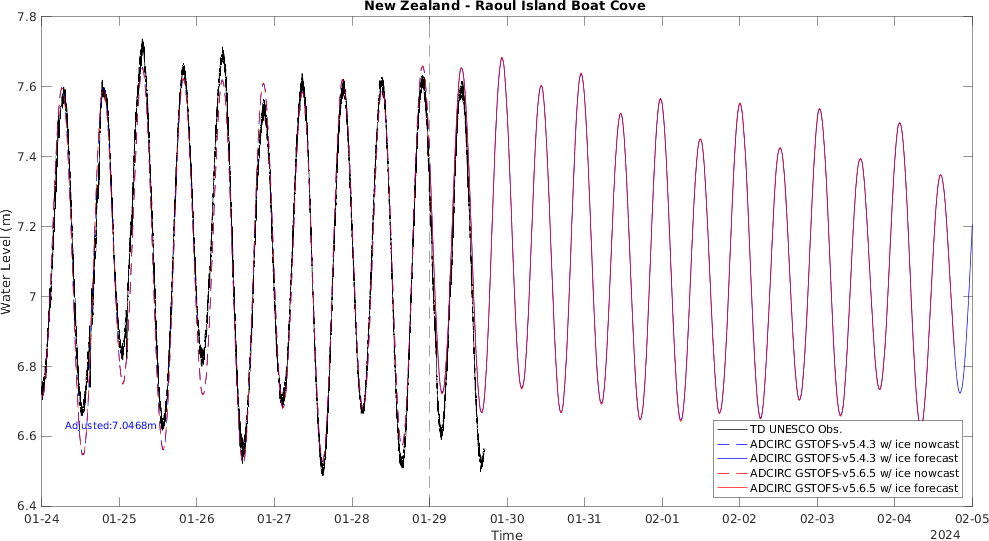 New Zealand - Raoul Island Boat Cove
7.8
7.6
7.4
7.2
7
6.8
6.6
6.4
Water Level (m)
Adjusted:7.0468m
TD UNESCO Obs.
ADCIRC GSTOFS-v5.4.3 w/ ice nowcast
ADCIRC GSTOFS-v5.4.3 w/ ice forecast
ADCIRC GSTOFS-v5.6.5 w/ ice nowcast
ADCIRC GSTOFS-v5.6.5 w/ ice forecast
01-24 01-25 01-26 01-27 01-28 01-29 01-30 01-31 02-01 02-02 02-03 02-04 02-05
Time
2024